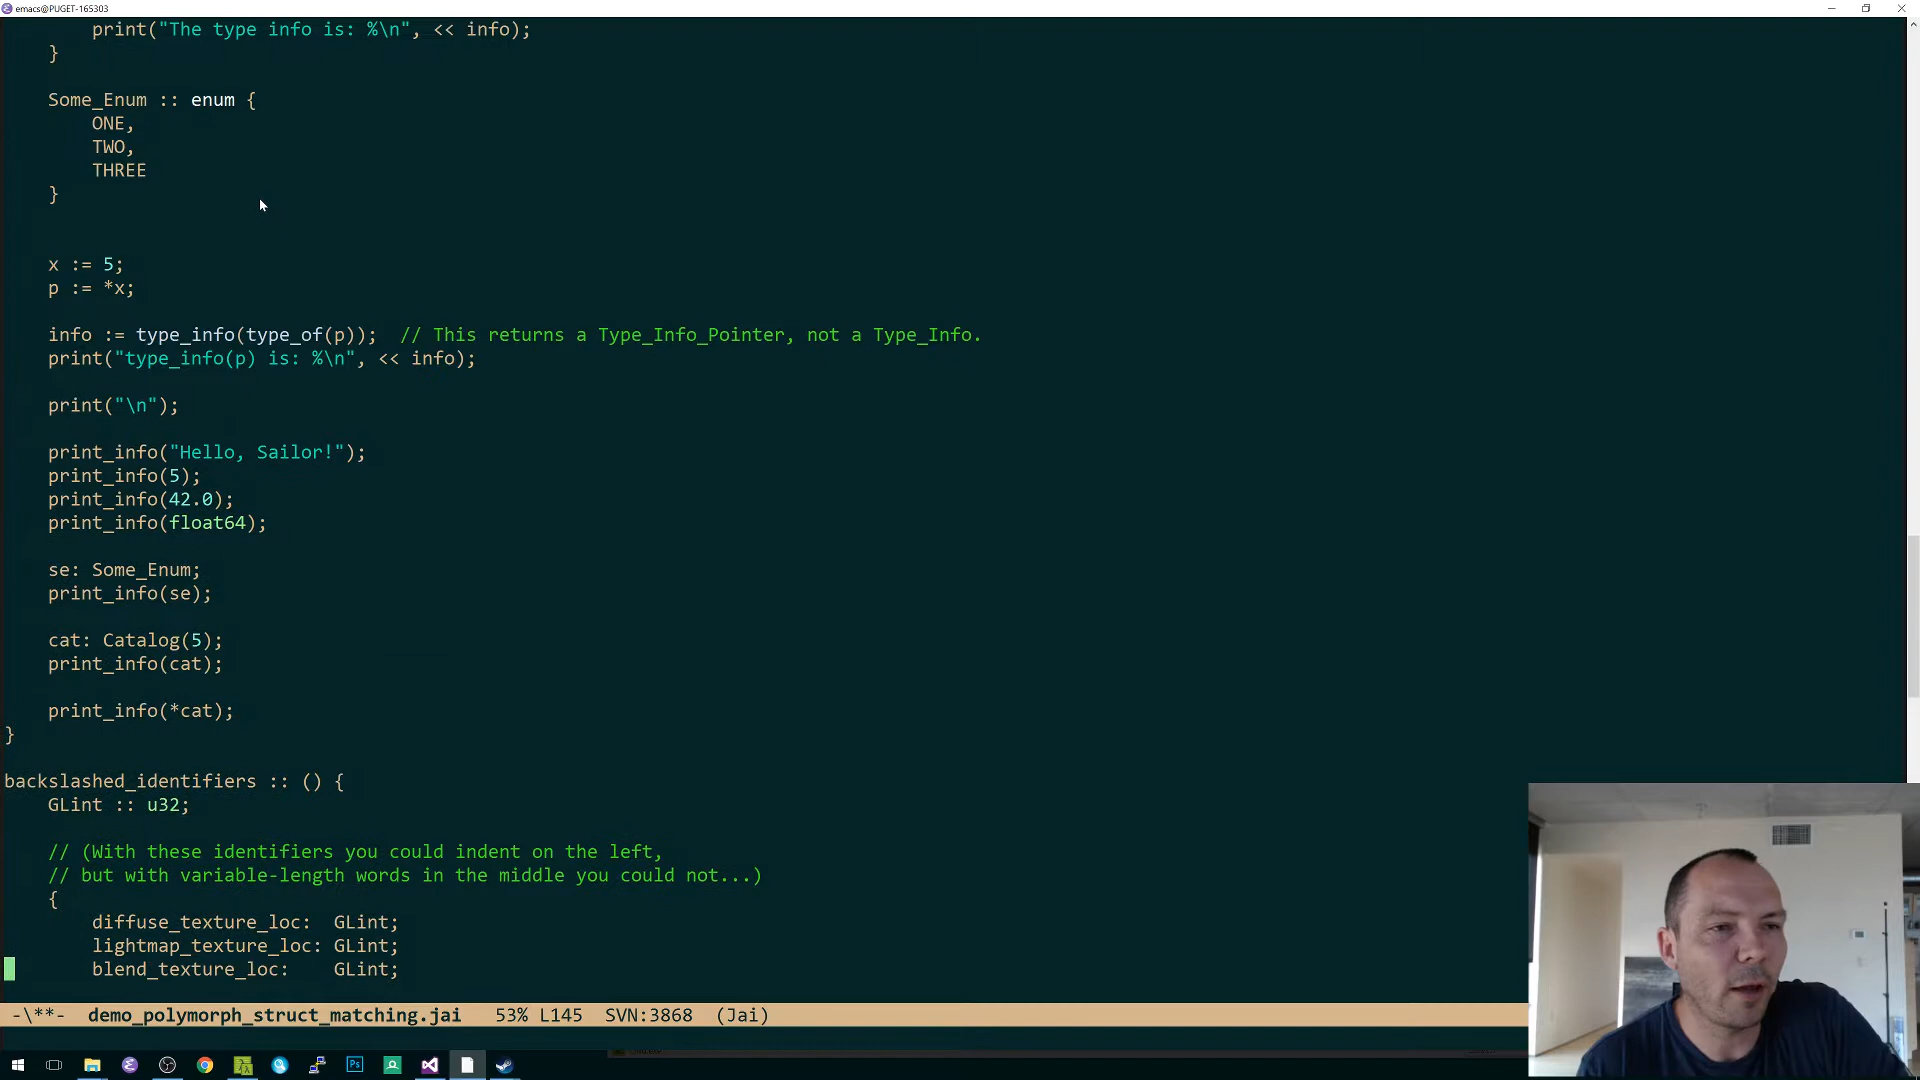 emacs@PUGET-165303
print("The type info is: %\n", << info);
}
Some_Enum :: enum {
ONE,
TWO,
THREE
}
x := 5;
p := *x;
info := type_info(type_of(p));  // This returns a Type_Info_Pointer, not a Type_Info.
print("type_info(p) is: %\n", << info);
print("\n");
print_info("Hello, Sailor!");
print_info(5);
print_info(42.0);
print_info(float64);
se: Some_Enum;
print_info(se);
cat: Catalog(5);
print_info(cat);
print_info(*cat);
}
backslashed_identifiers :: () {
GLint :: u32;
// (With these identifiers you could indent on the left,
// but with variable-length words in the middle you could not...)
{
diffuse_texture_loc:  GLint;
lightmap_texture_loc: GLint;
blend_texture_loc:    GLint;
-\**-  demo_polymorph_struct_matching.jai   53% L145  SVN:3868  (Jai)
Ps